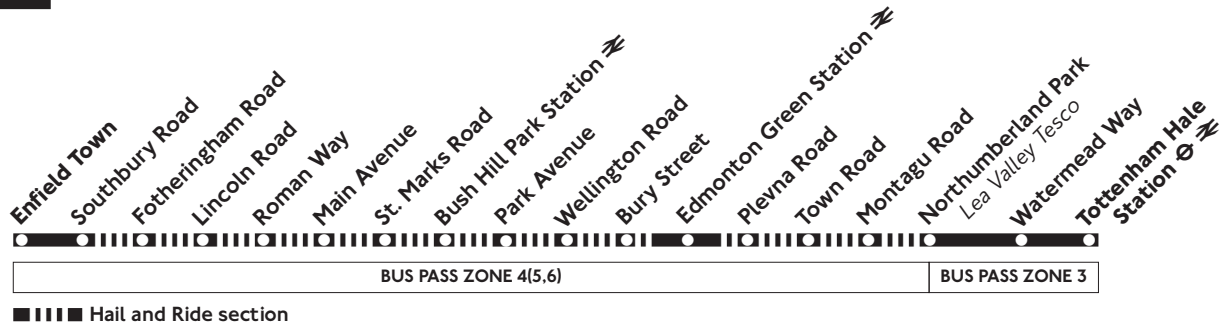 Enfield Town
Southbury Road
Fotheringham Road
Lincoln Road
Roman Way
Main Avenue
St. Marks Road
Bush Hill Park Station
Park Avenue
Wellington Road
Bury Street
Edmonton Green Station
Plevna Road
Town Road
Montagu Road
Northumberland Park
Lea Valley Tesco
Watermead Way
Tottenham Hale
Station
BUS PASS ZONE 4(5,6)
BUS PASS ZONE 3
Hail and Ride section